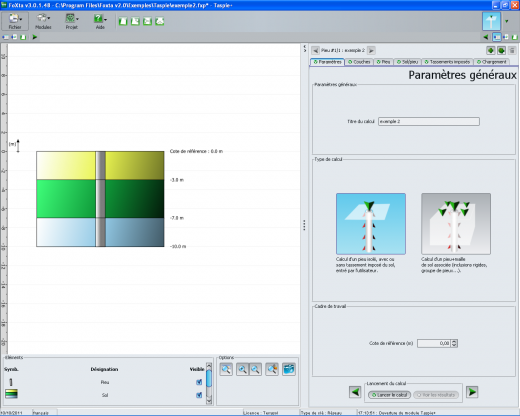 FoXta v3.0.1.48 - C:\Program Files\Foxta v2.0\Exemples\Taspie\exemple2.fxp* - Taspie+
Fichier
Modules
Projet
Aide
Pieu #1/1 : exemple 2
Paramètres
Couches
Pieu
Sol/pieu
Tassements imposés
Chargement
Paramètres généraux
Paramètres généraux
Titre du calcul
exemple 2
(m)
Cote de référence : 0.0 m
-3.0 m
-7.0 m
-10.0 m
Type de calcul
Calcul d'un pieu isolé, avec ou
sans tassement imposé du sol,
entré par l'utilisateur.
Calcul d'un pieu+maille
de sol associée (inclusions rigides,
groupe de pieux ...).
Cadre de travail
Cote de référence (m)
0,00
Eléments
Symb.
Désignation
Visible
Pieu
Sol
Options
Lancement du calcul
Lancer le calcul
Voir les résultats
10/10/2011
français
Licence : Terrasol
Type de clé : Réseau
17:10:51 : Ouverture du module Taspie+